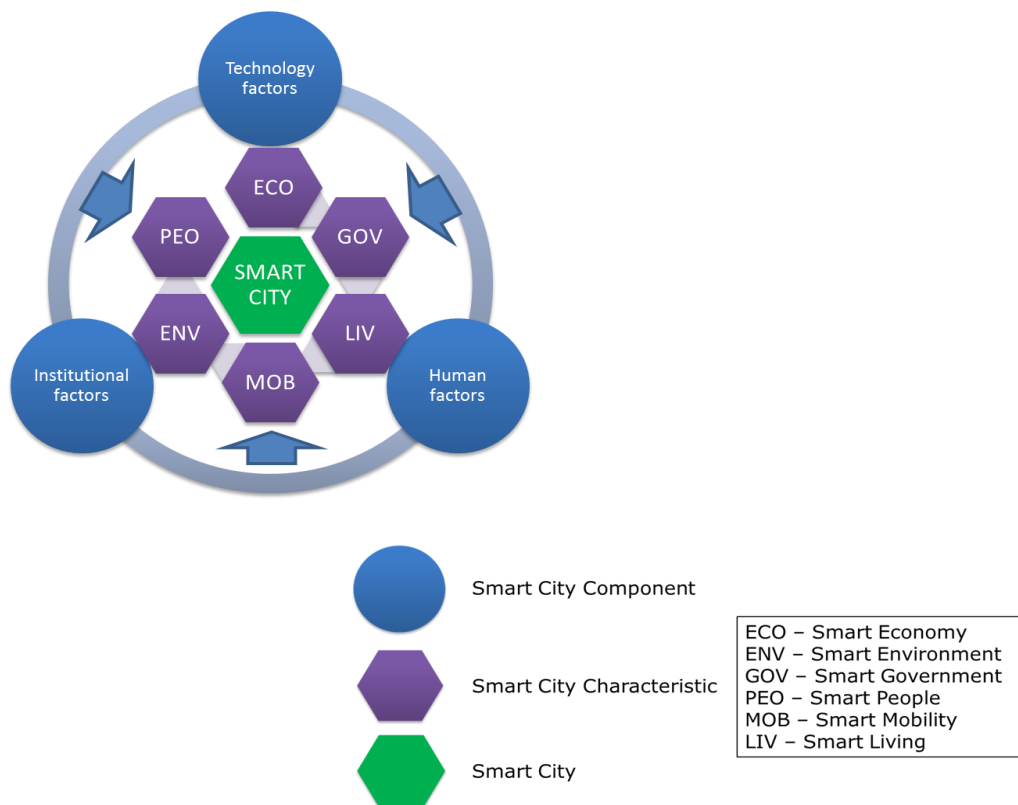 Technology
factors
ECO
PEO
GOV
SMART
CITY
ENV
LIV
MOB
Institutional
factors
Human
factors
Smart City Component
Smart City Characteristic
Smart City
ECO – Smart Economy
ENV – Smart Environment
GOV – Smart Government
PEO – Smart People
MOB – Smart Mobility
LIV – Smart Living